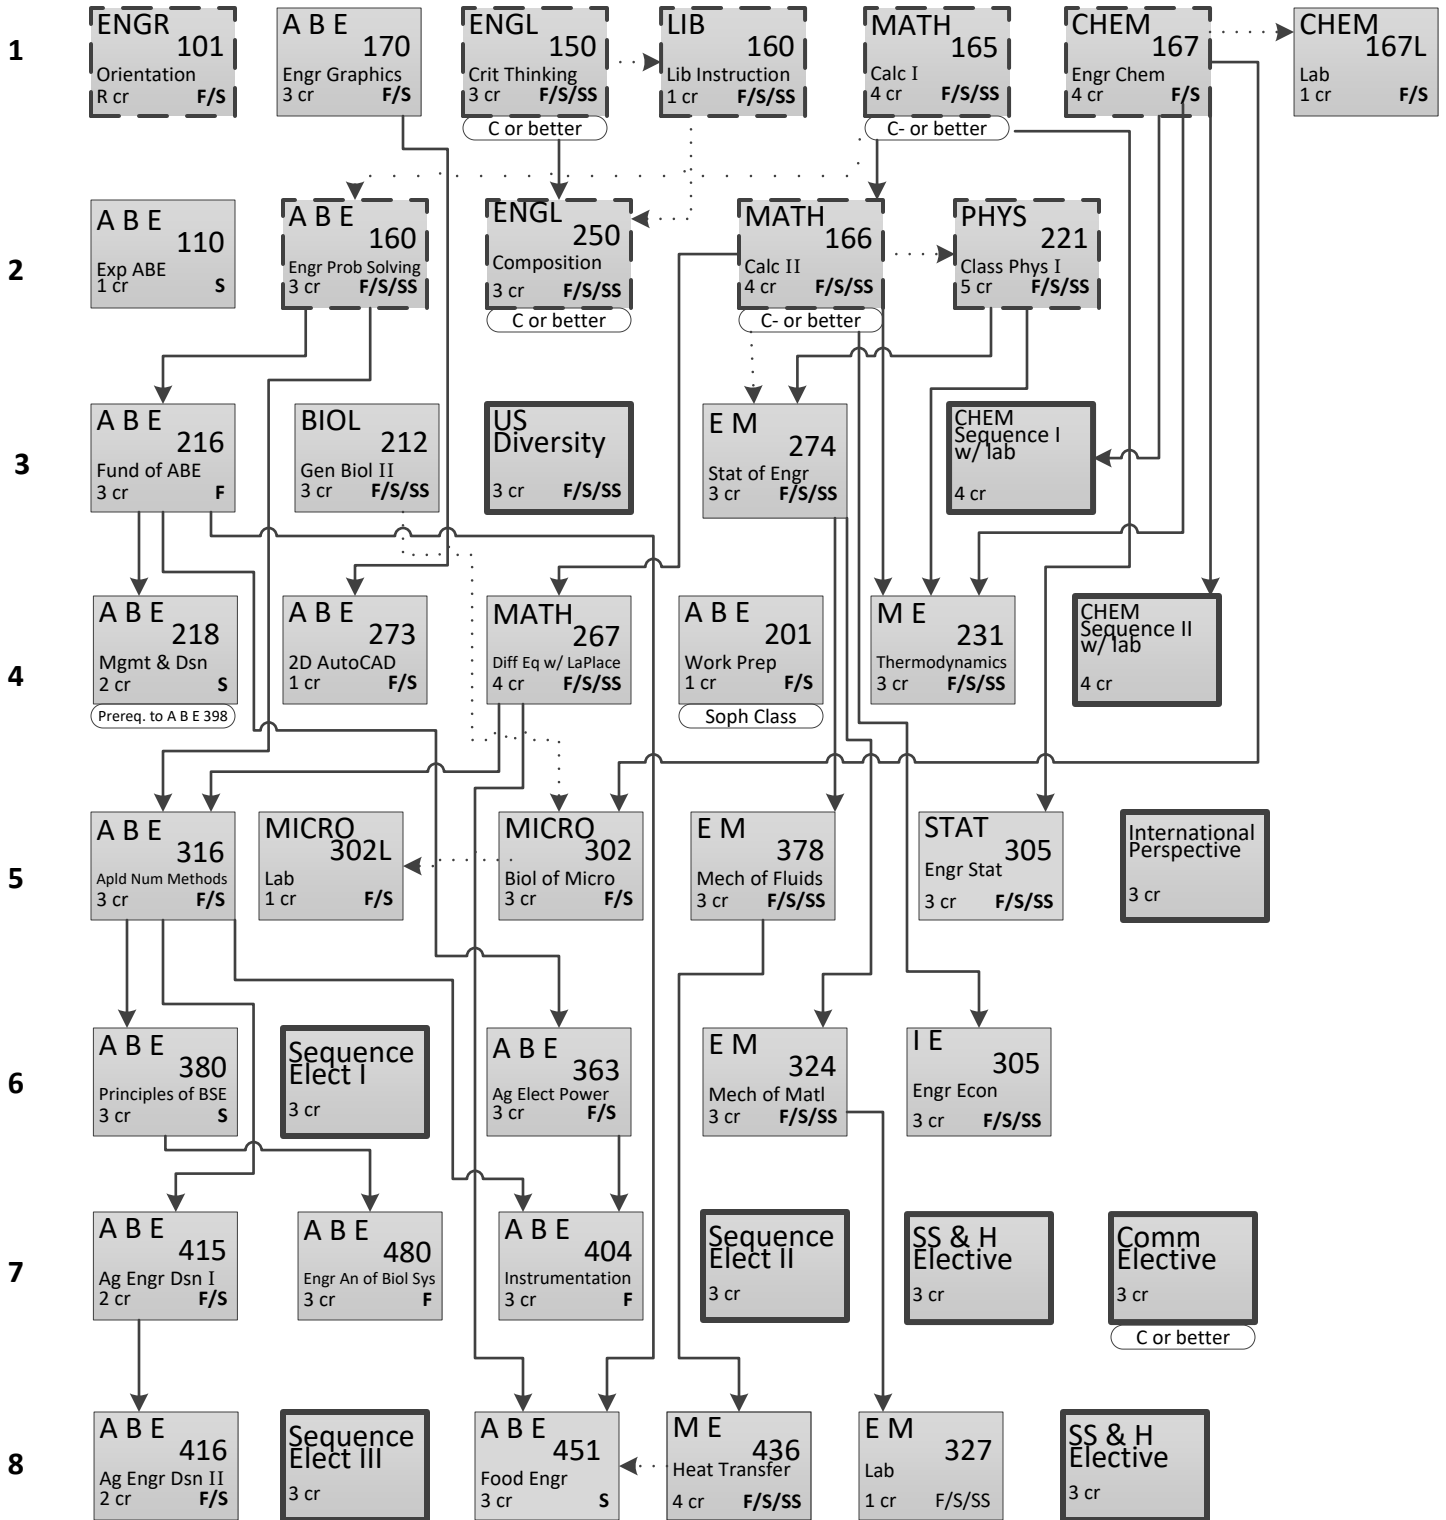 1
ENGR
101
Orientation
R cr F/S
A B E
170
Engr Graphics
3 cr F/S
ENGL
150
Crit Thinking
3 cr F/S/SS
C or better
LIB
160
Lib Instruction
1 cr F/S/SS
MATH
165
Calc I
4 cr F/S/SS
C- or better
CHEM
167
Engr Chem
4 cr F/S
CHEM
167L
Lab
1 cr F/S
2
A B E
110
Exp ABE
1 cr S
A B E
160
Engr Prob Solving
3 cr F/S/SS
ENGL
250
Composition
3 cr F/S/SS
C or better
MATH
166
Calc II
4 cr F/S/SS
C- or better
PHYS
221
Class Phys I
5 cr F/S/SS
3
A B E
216
Fund of ABE
3 cr F
BIOL
212
Gen Biol II
3 cr F/S/SS
US
Diversity
3 cr F/S/SS
E M
274
Stat of Engr
3 cr F/S/SS
CHEM
Sequence I
w/ lab
4 cr
4
A B E
218
Mgmt & Dsn
2 cr S
Prereq. to A B E 398
A B E
273
2D AutoCAD
1 cr F/S
MATH
267
Diff Eq w/ LaPlace
4 cr F/S/SS
A B E
201
Work Prep
1 cr F/S
Soph Class
M E
231
Thermodynamics
3 cr F/S/SS
CHEM
Sequence II
w/ lab
4 cr
5
A B E
316
Apld Num Methods
3 cr F/S
MICRO
302L
Lab
1 cr F/S
MICRO
302
Biol of Micro
3 cr F/S
E M
378
Mech of Fluids
3 cr F/S/SS
STAT
305
Engr Stat
3 cr F/S/SS
International
Perspective
3 cr
6
A B E
380
Principles of BSE
3 cr S
Sequence
Elect I
3 cr
A B E
363
Ag Elect Power
3 cr F/S
E M
324
Mech of Matl
3 cr F/S/SS
I E
305
Engr Econ
3 cr F/S/SS
7
A B E
415
Ag Engr Dsn I
2 cr F/S
A B E
480
Engr An of Biol Sys
3 cr F
A B E
404
Instrumentation
3 cr F
Sequence
Elect II
3 cr
SS & H
Elective
3 cr
Comm
Elective
3 cr
C or better
8
A B E
416
Ag Engr Dsn II
2 cr F/S
Sequence
Elect III
3 cr
A B E
451
Food Engr
3 cr S
M E
436
Heat Transfer
4 cr F/S/SS
E M
327
Lab
1 cr F/S/SS
SS & H
Elective
3 cr